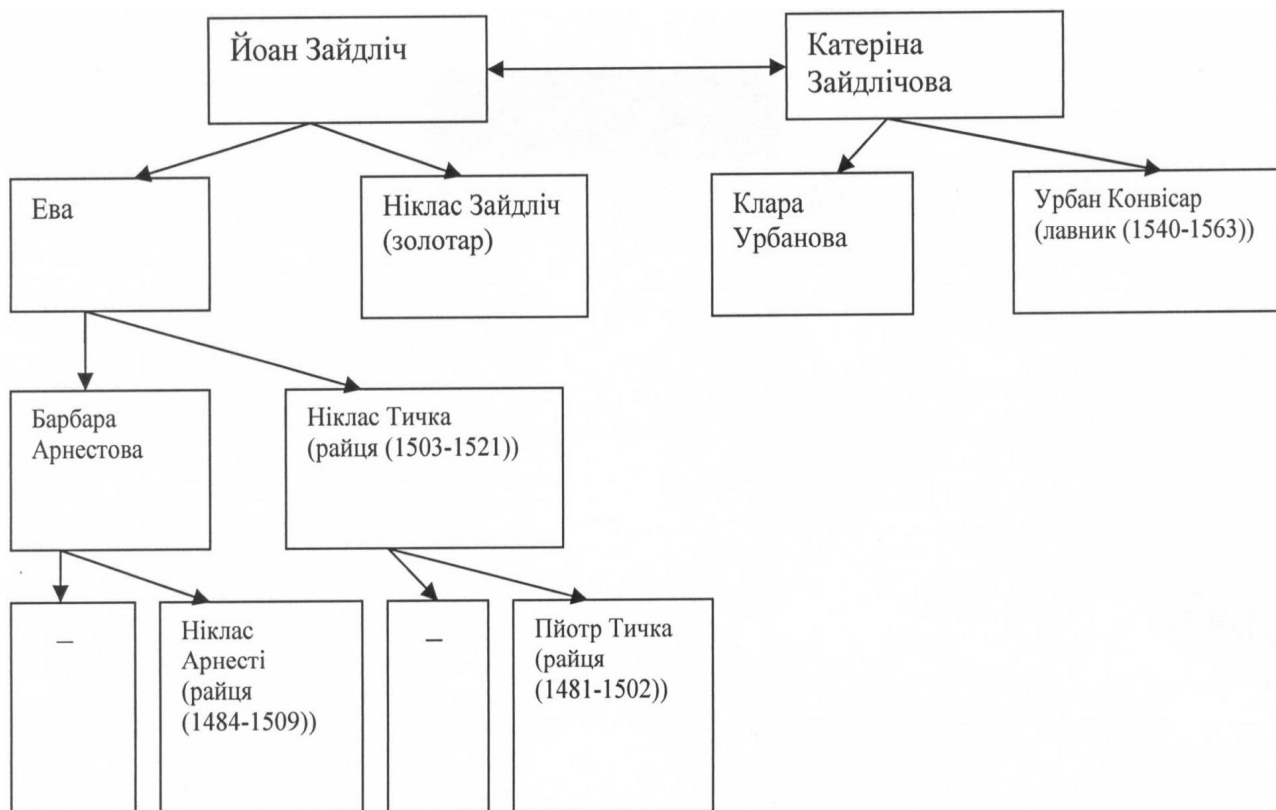 Йоан Зайдліч
Катеріна
Зайдлічова
Ева
Ніклас Зайдліч
(золотар)
Клара
Урбанова
Урбан Конвісар
(лавник (1540-1563))
Барбара
Арнестова
Ніклас Тичка
(райця (1503-1521))
–
Ніклас
Арнесті
(райця
(1484-1509))
–
Пйотр Тичка
(райця
(1481-1502))